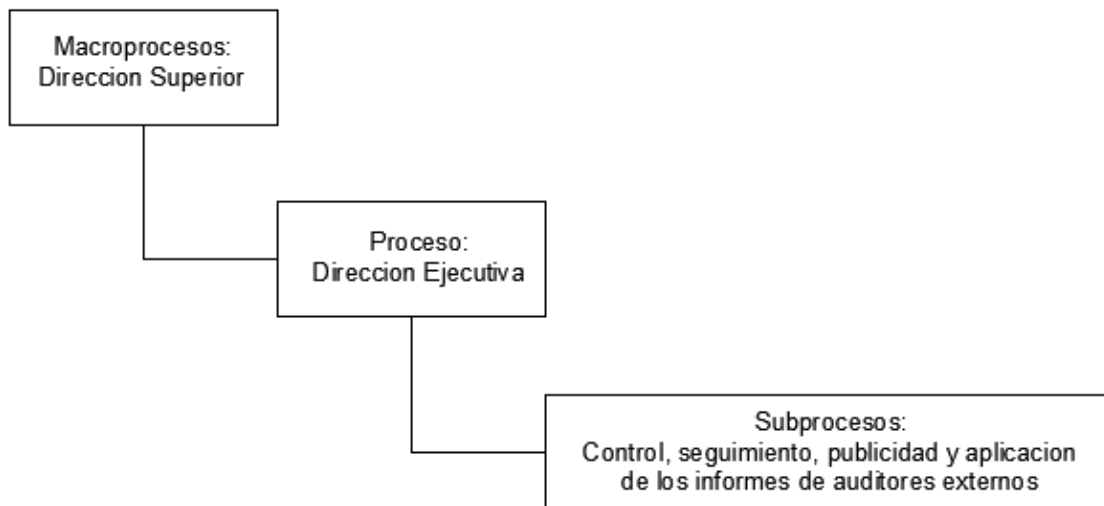 Macroprocesos:
Direccion Superior
Proceso:
Direccion Ejecutiva
Subprocesos:
Control, seguimiento, publicidad y aplicacion
de los informes de auditores externos